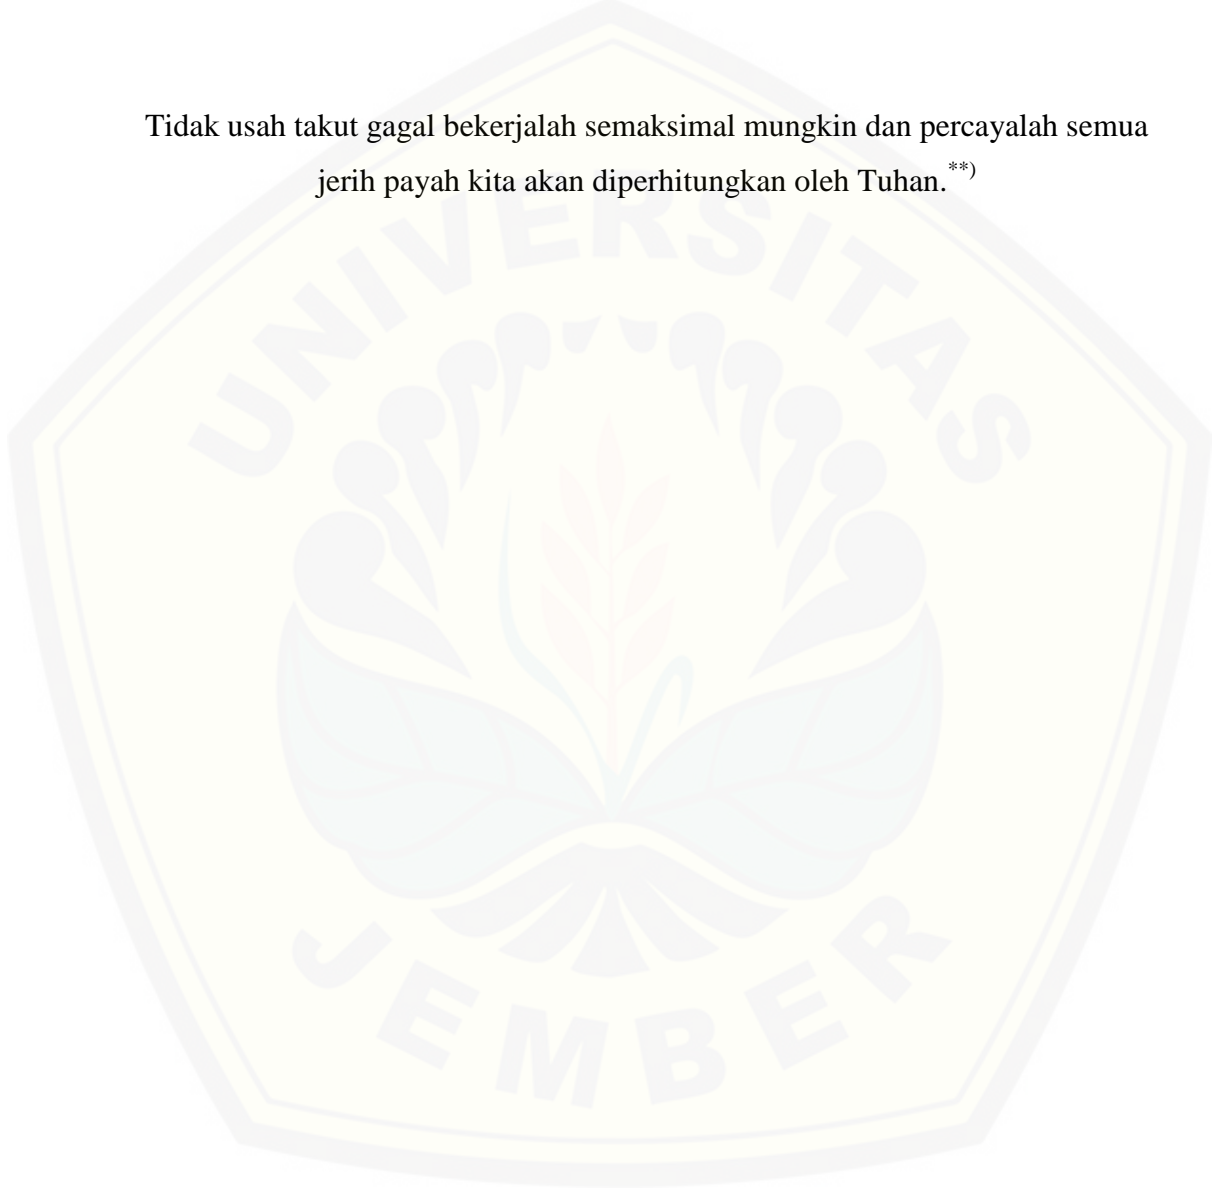 Tidak usah takut gagal bekerjalah semaksimal mungkin dan percayalah semua
jerih payah kita akan diperhitungkan oleh Tuhan.**)
UNIVERSITAS
JEMBER